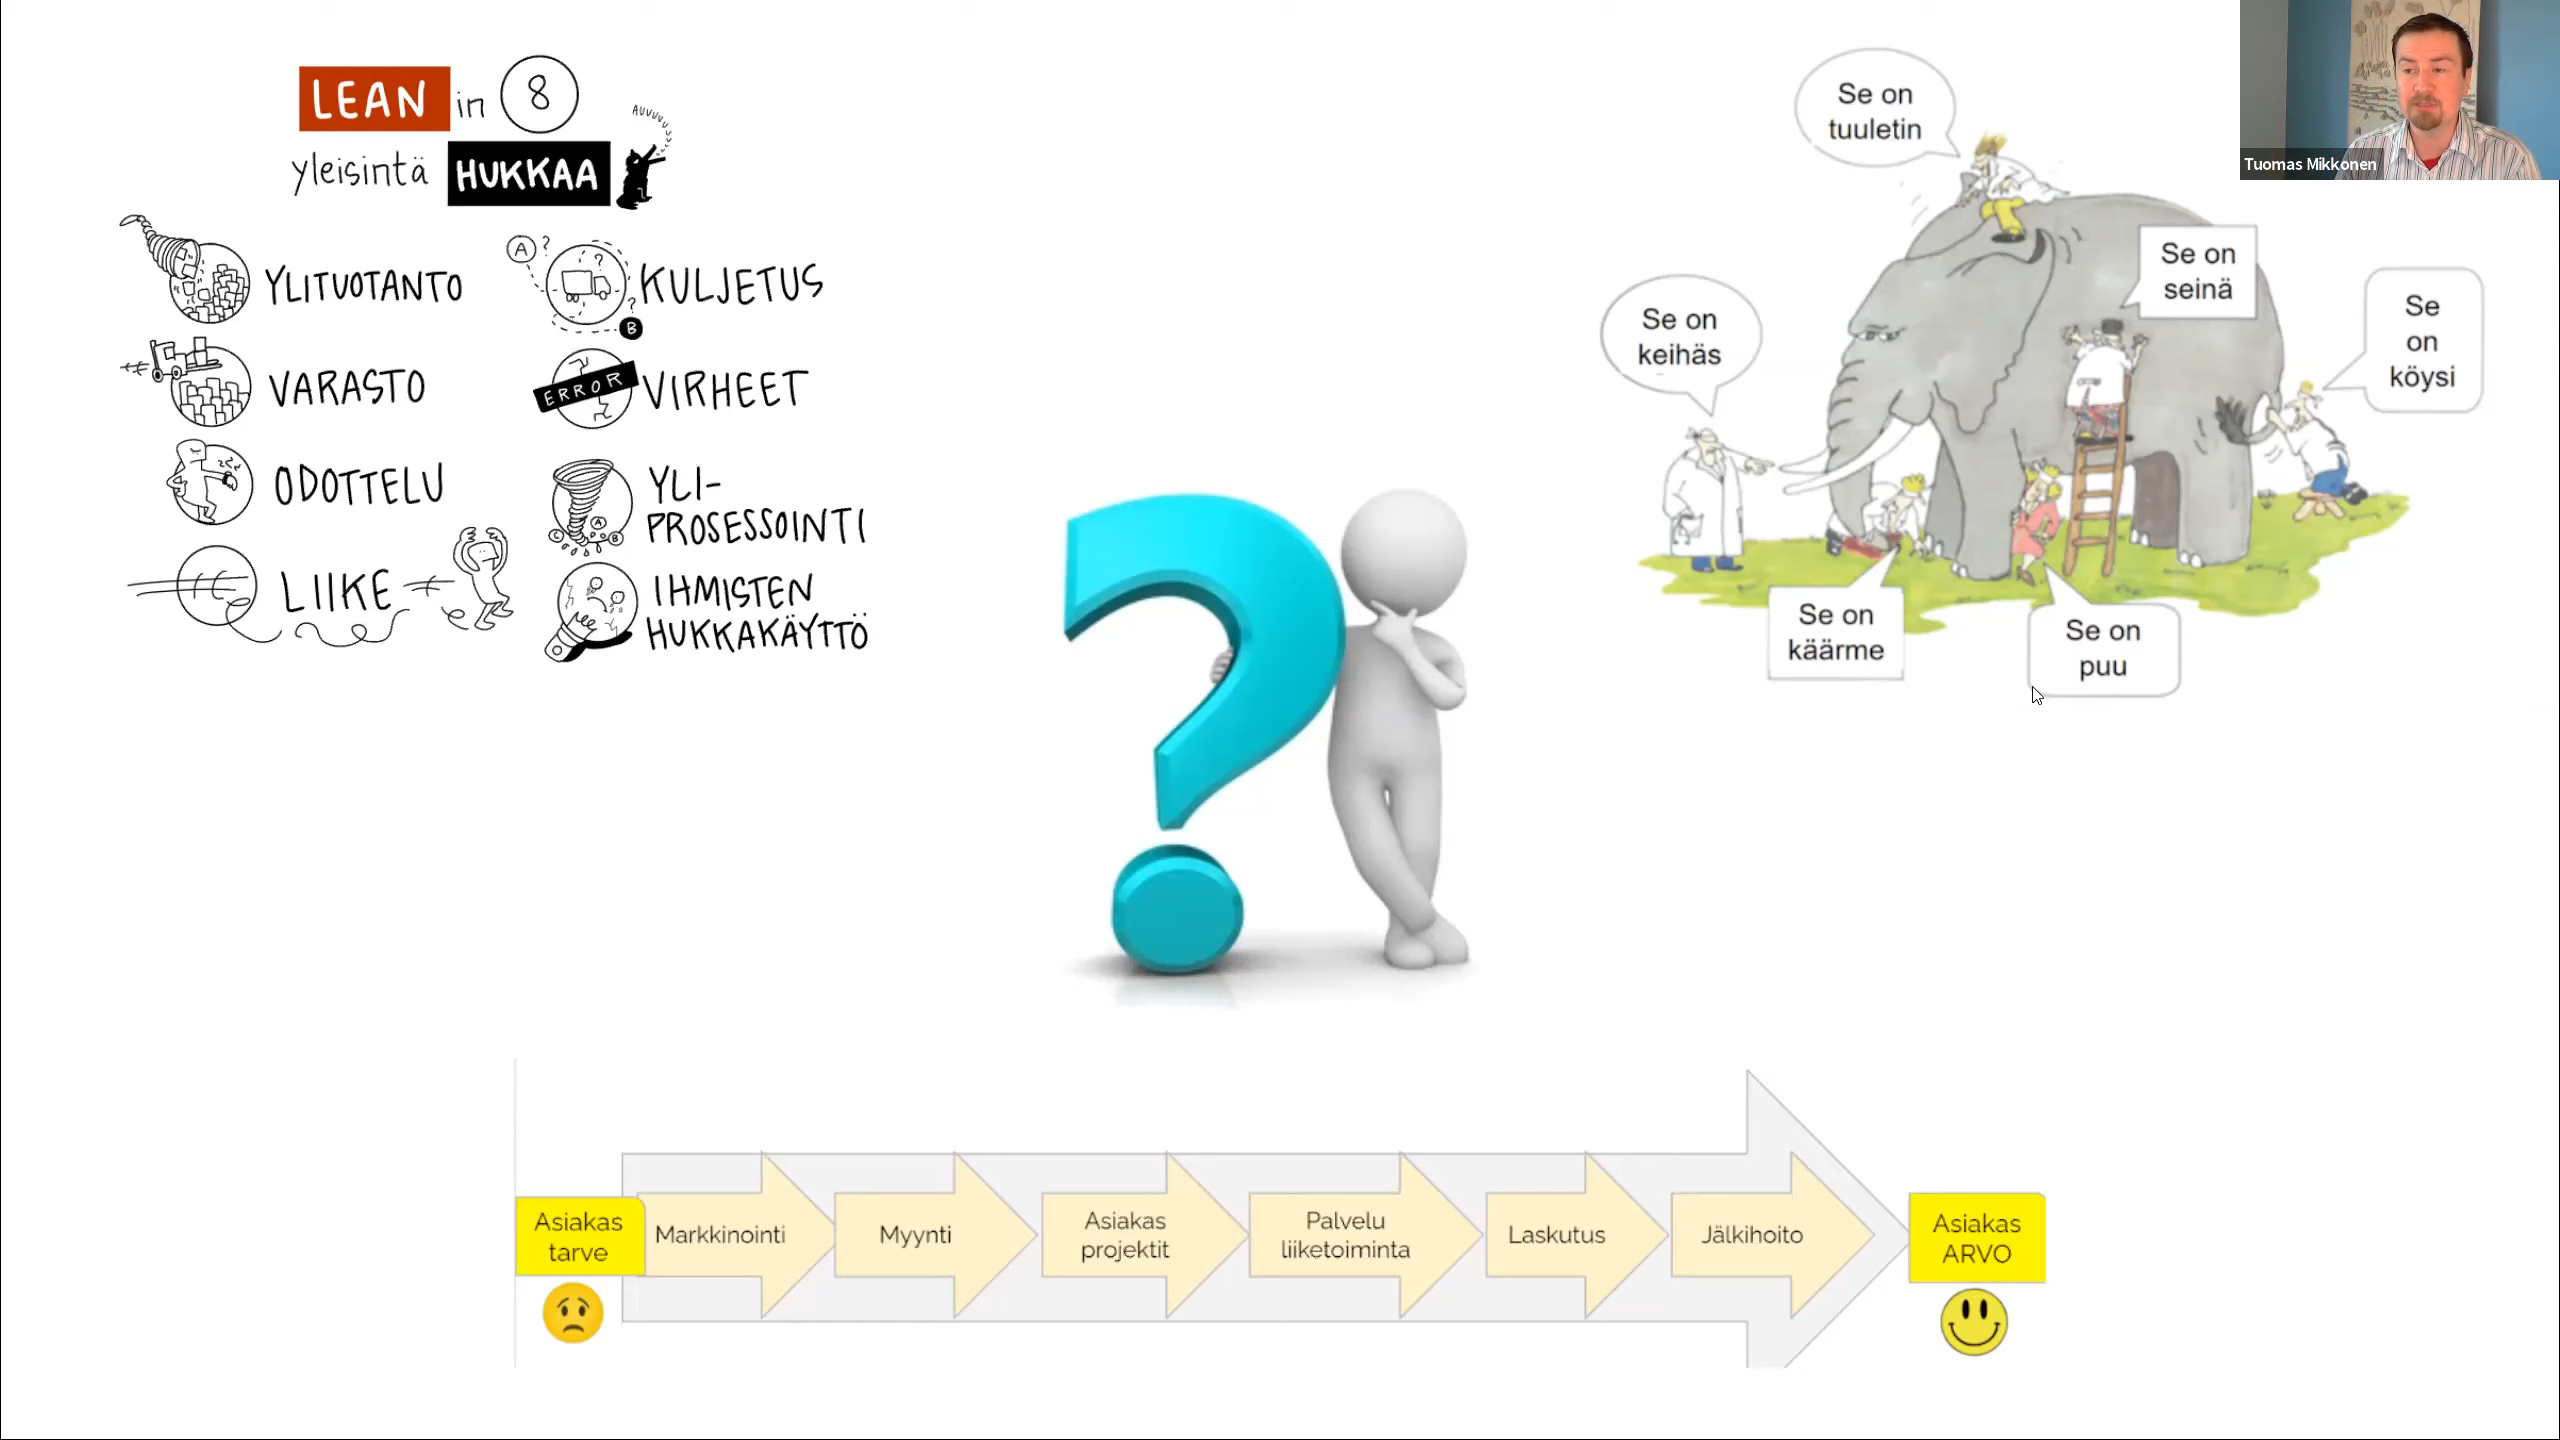 LEAN in 8
AUUUUU
yleisintä HUKKAA
YLITUOTANTO
VARASTO
ODOTTELU
LIIKE
A ?
?
KULJETUS
?
B
ERROR
VIRHEET
A
C B
YLI-
PROSESSOINTI
IHMISTEN
HUKKAKÄYTTÖ
Se on
tuuletin
Se on
keihäs
Se on
seinä
Se
on
köysi
Se on
käärme
Se on
puu
Tuomas Mikkonen
Asiakas
tarve
Markkinointi
Myynti
Asiakas
projektit
Palvelu
liiketoiminta
Laskutus
Jälkihoito
Asiakas
ARVO